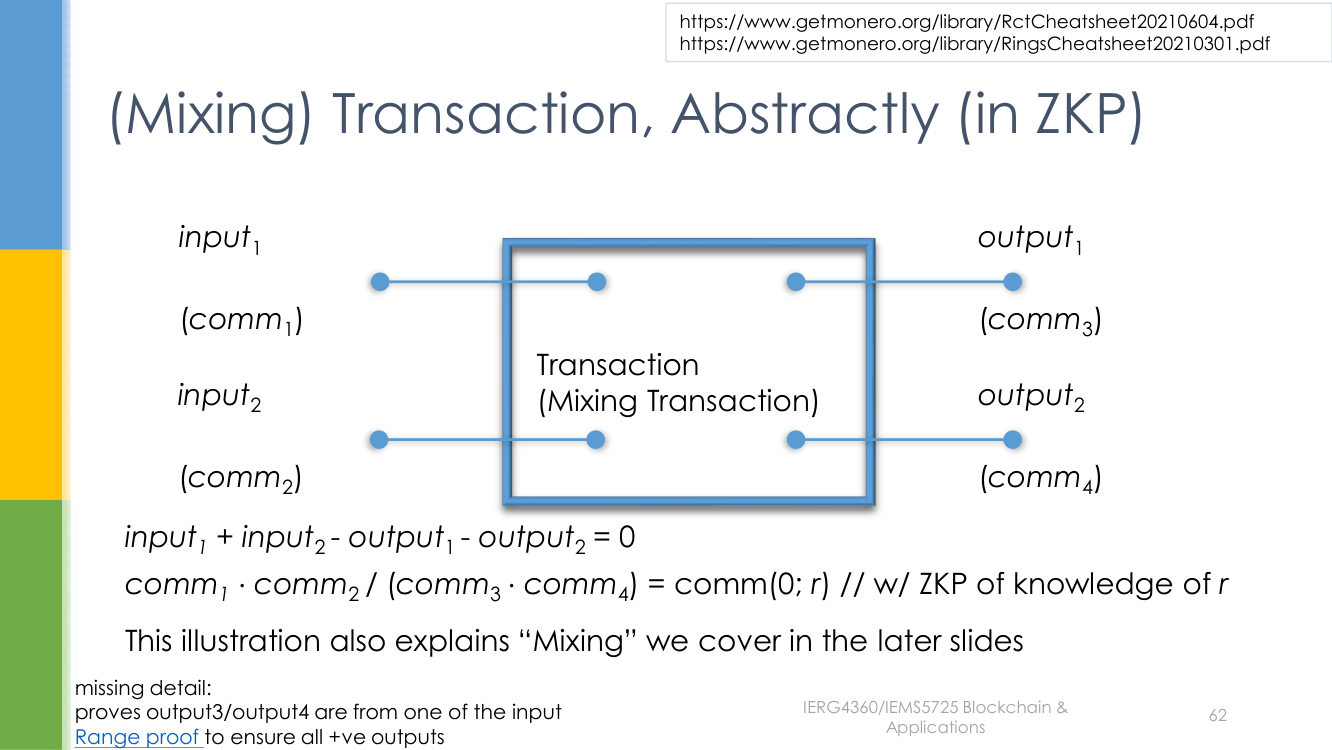 https://www.getmonero.org/library/RctCheatsheet20210604.pdf
https://www.getmonero.org/library/RingsCheatsheet20210301.pdf
(Mixing) Transaction, Abstractly (in ZKP)
input₁
output₁
(comm₁)
(comm₃)
Transaction
(Mixing Transaction)
input₂
output₂
(comm₂)
(comm₄)
input₁ + input₂ - output₁ - output₂ = 0
comm₁ · comm₂ / (comm₃ · comm₄) = comm(0; r) // w/ ZKP of knowledge of r
This illustration also explains “Mixing” we cover in the later slides
missing detail:
proves output3/output4 are from one of the input
Range proof to ensure all +ve outputs
IERG4360/IEMS5725 Blockchain &
Applications
62